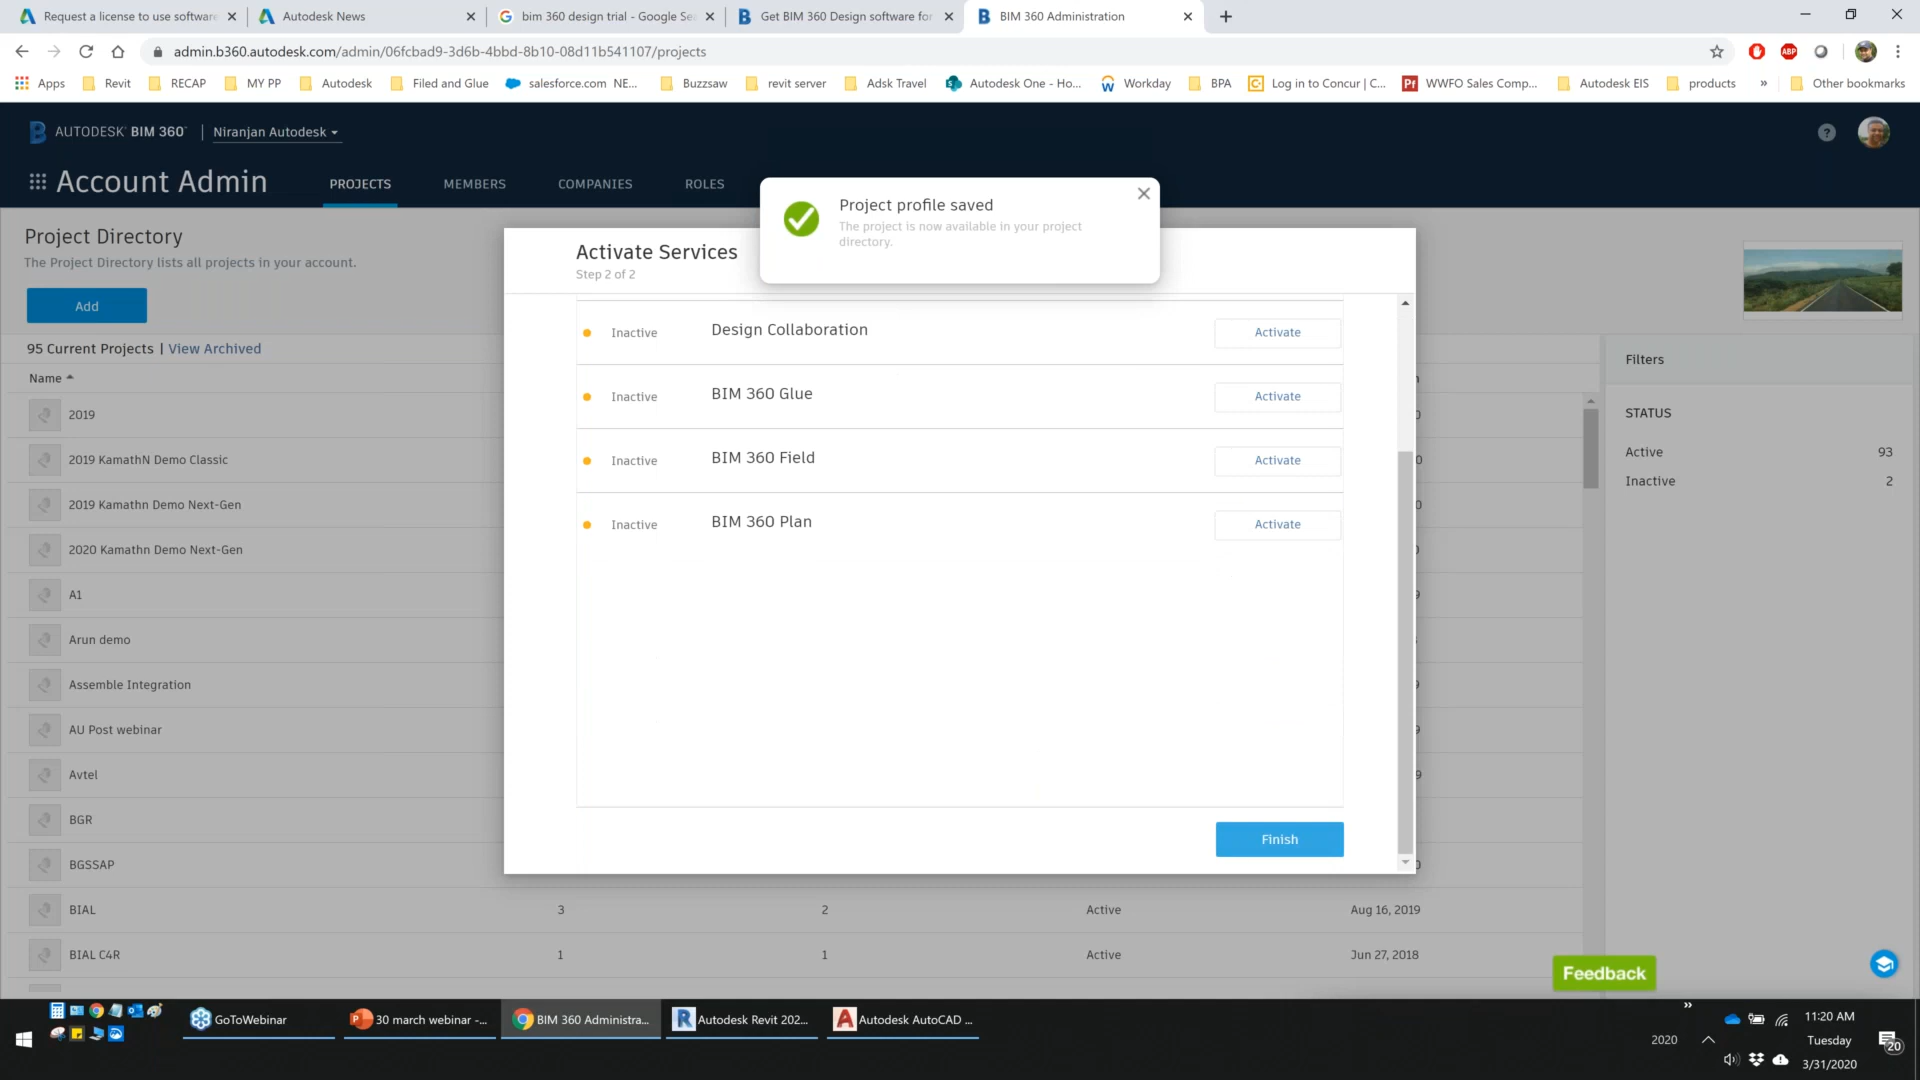 Request a license to use software
Autodesk News
bim 360 design trial - Google Se
Get BIM 360 Design software for
BIM 360 Administration
admin.b360.autodesk.com/admin/06fcbad9-3d6b-4bbd-8b10-08d11b541107/projects
Apps
Revit
RECAP
MY PP
Autodesk
Filed and Glue
salesforce.com NE...
Buzzsaw
revit server
Adsk Travel
Autodesk One - Ho...
Workday
BPA
Log in to Concur | C...
WWFO Sales Comp...
Autodesk EIS
products
»
Other bookmarks
AUTODESK BIM 360
Niranjan Autodesk
Account Admin
PROJECTS
MEMBERS
COMPANIES
ROLES
Project profile saved
The project is now available in your project
directory.
Project Directory
The Project Directory lists all projects in your account.
Add
95 Current Projects | View Archived
Name
2019
2019 KamathN Demo Classic
2019 Kamathn Demo Next-Gen
2020 Kamathn Demo Next-Gen
A1
Arun demo
Assemble Integration
AU Post webinar
Avtel
BGR
BGSSAP
BIAL 3 2 Active Aug 16, 2019
BIAL C4R 1 1 Active Jun 27, 2018
Activate Services
Step 2 of 2
Inactive Design Collaboration Activate
Inactive BIM 360 Glue Activate
Inactive BIM 360 Field Activate
Inactive BIM 360 Plan Activate
Finish
Filters
STATUS
Active 93
Inactive 2
Feedback
GoToWebinar
30 march webinar -...
BIM 360 Administra...
Autodesk Revit 202...
Autodesk AutoCAD ...
2020
»
11:20 AM
Tuesday
3/31/2020
20